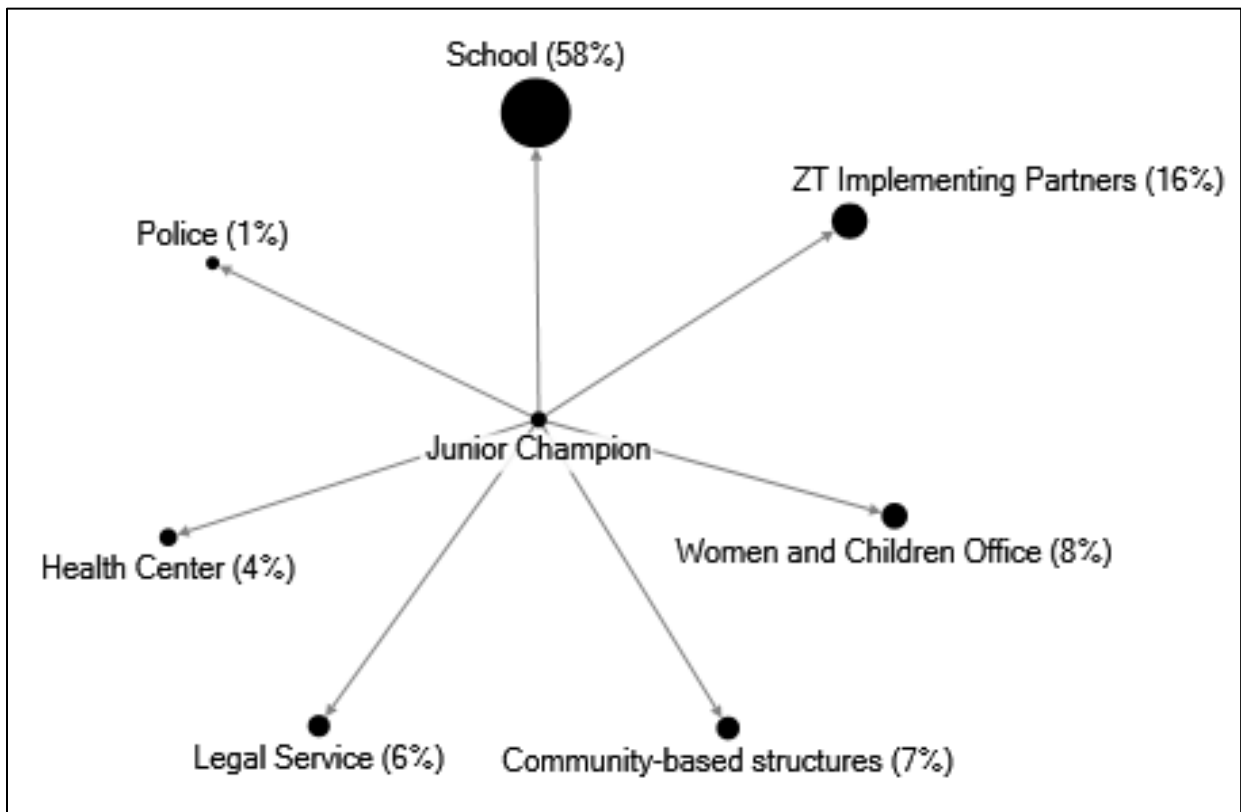 School (58%)
ZT Implementing Partners (16%)
Police (1%)
Junior Champion
Women and Children Office (8%)
Health Center (4%)
Legal Service (6%)
Community-based structures (7%)